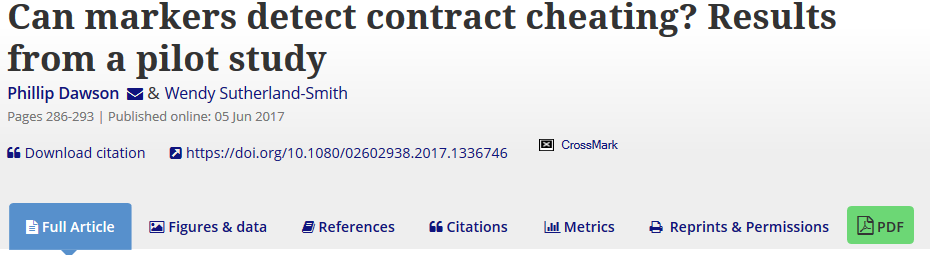 Can markers detect contract cheating? Results
from a pilot study
Phillip Dawson & Wendy Sutherland-Smith
Pages 286-293 | Published online: 05 Jun 2017
Download citation https://doi.org/10.1080/02602938.2017.1336746 CrossMark
Full Article Figures & data References Citations Metrics Reprints & Permissions PDF